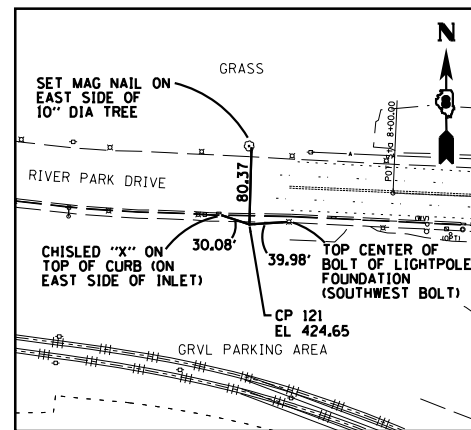 N
GRASS
SET MAG NAIL ON
EAST SIDE OF
10" DIA TREE
POT Sta 8+00.00
80.37
RIVER PARK DRIVE
CHISLED "X" ON
TOP OF CURB (ON
EAST SIDE OF INLET)
30.08'
39.98'
TOP CENTER OF
BOLT OF LIGHTPOLE
FOUNDATION
(SOUTHWEST BOLT)
CP 121
EL 424.65
GRVL PARKING AREA